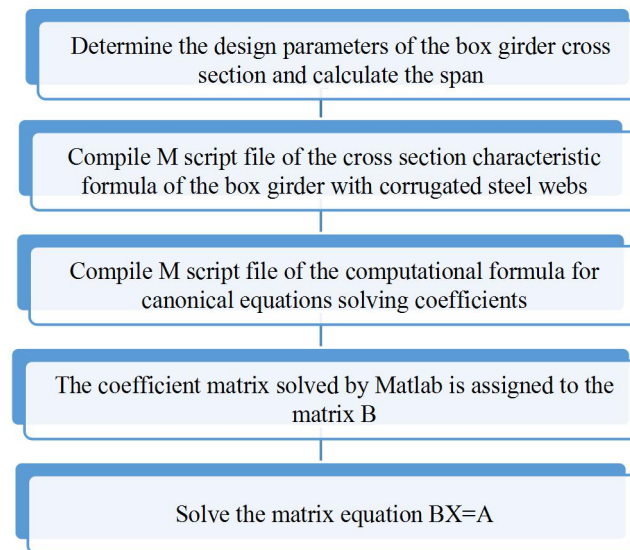 Determine the design parameters of the box girder cross
section and calculate the span
Compile M script file of the cross section characteristic
formula of the box girder with corrugated steel webs
Compile M script file of the computational formula for
canonical equations solving coefficients
The coefficient matrix solved by Matlab is assigned to the
matrix B
Solve the matrix equation BX=A